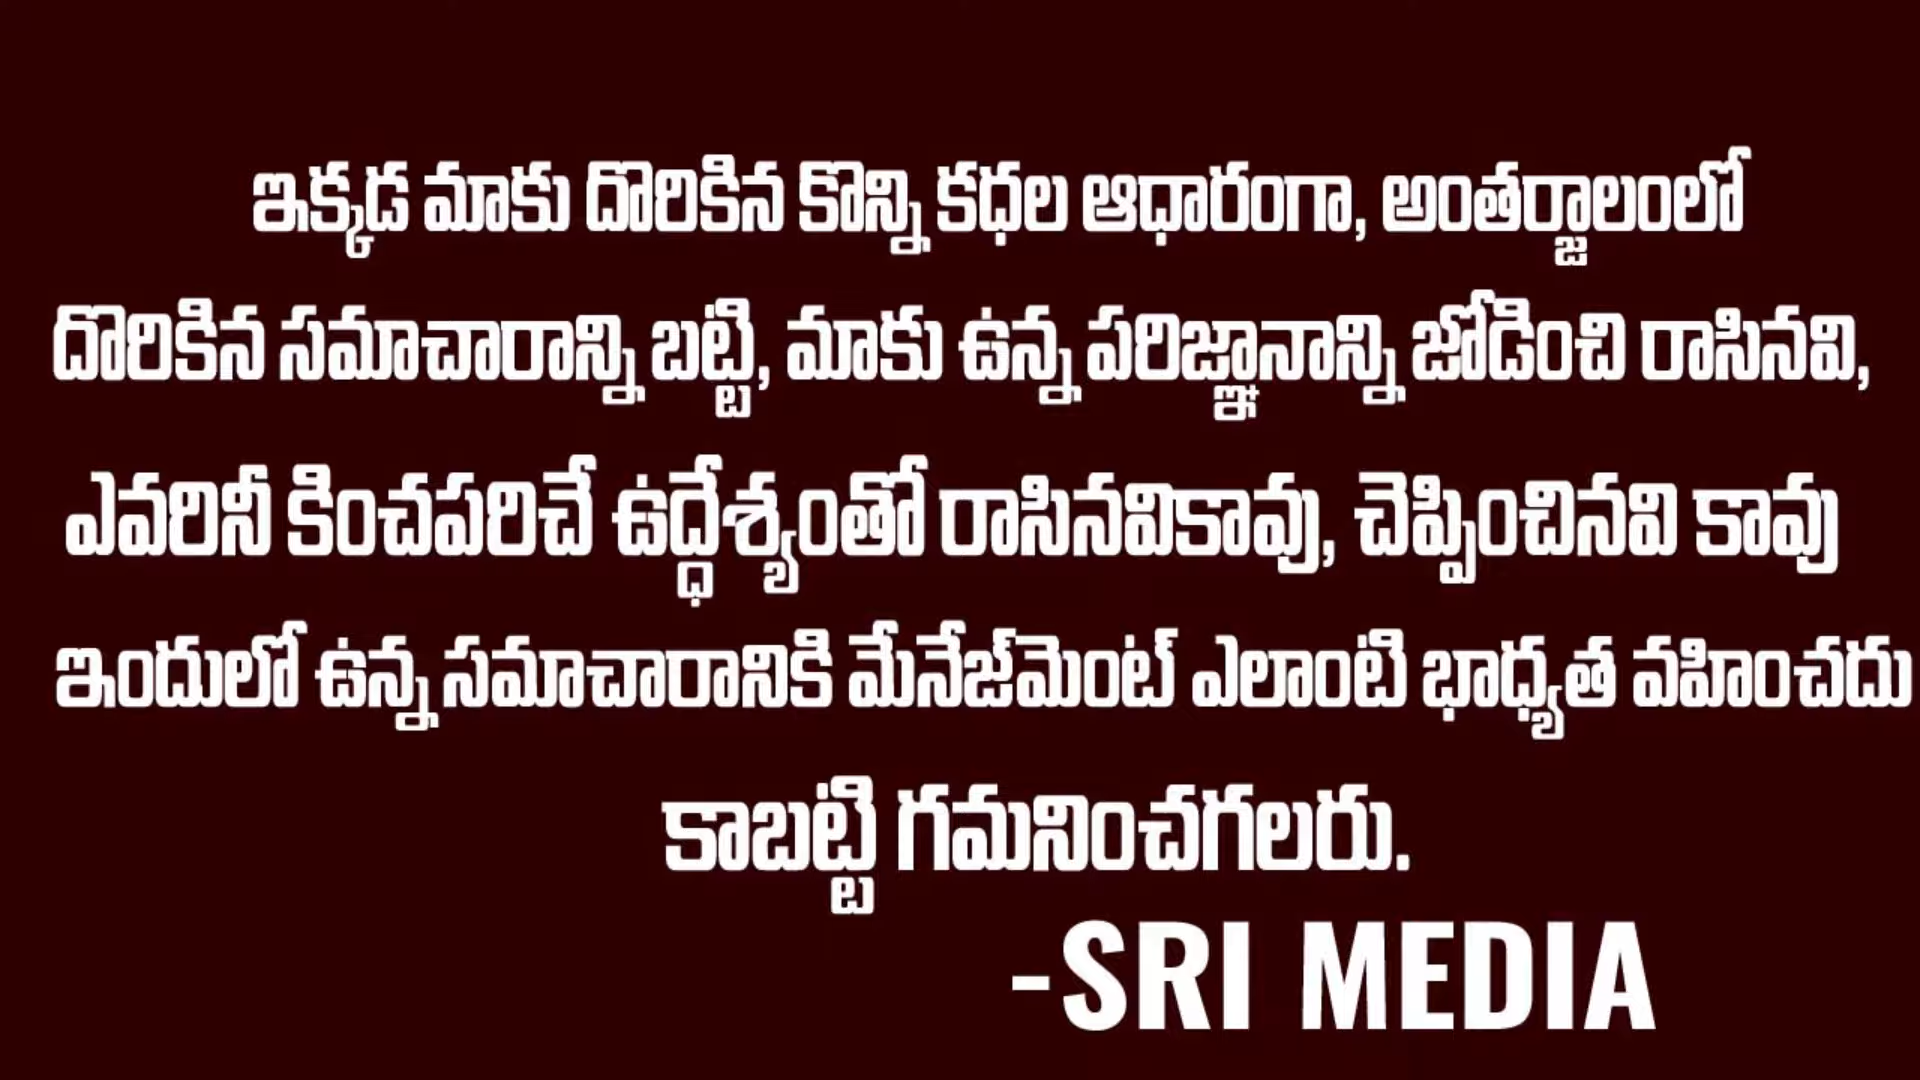 ఇక్కడ మాకు దొరికిన కొన్ని కధల ఆధారంగా, అంతర్జాలంలో
దొరికిన సమాచారాన్ని బట్టి, మాకు ఉన్న పరిజ్ఞానాన్ని జోడించి రాసినవి,
ఎవరినీ కించపరిచే ఉద్ధేశ్యంతో రాసినవికావు, చెప్పించినవి కావు
ఇందులో ఉన్న సమాచారానికి మేనేజ్‌మెంట్ ఎలాంటి భాధ్యత వహించదు
కాబట్టి గమనించగలరు.
-SRI MEDIA